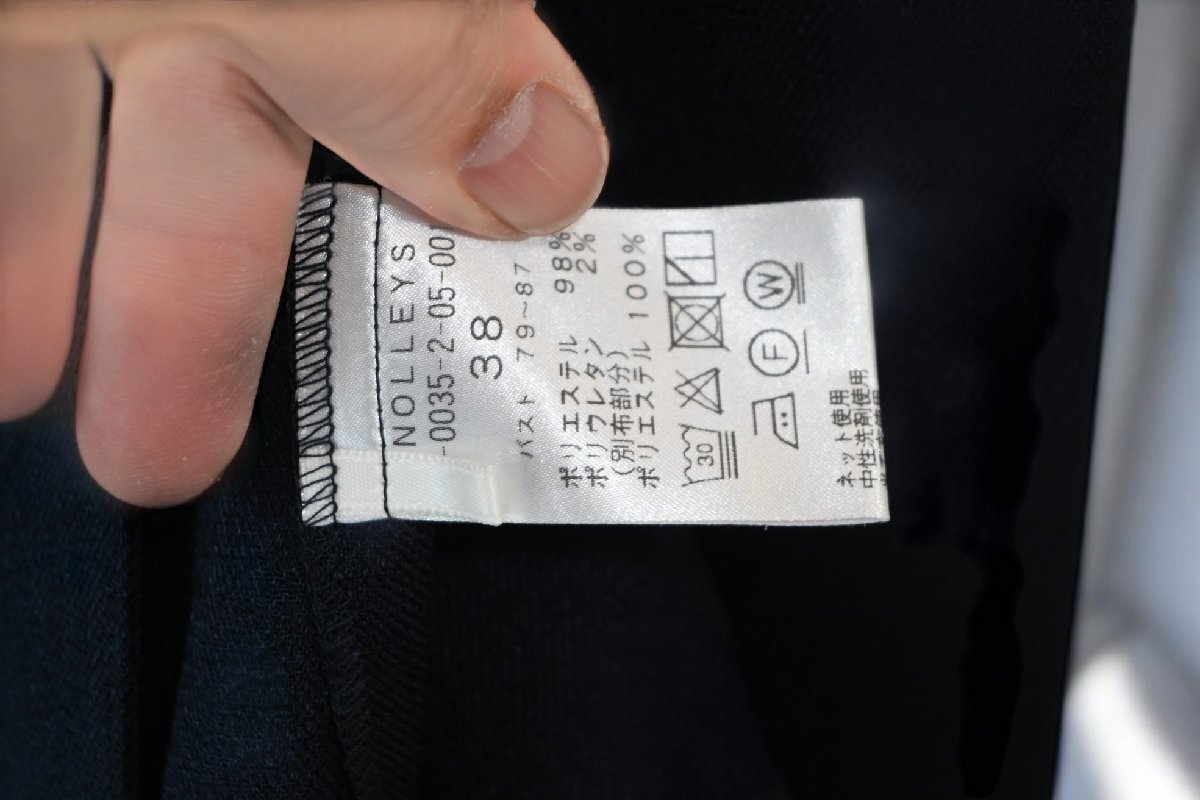 NOLLEYS
-0035-2-05-00
38
バスト 79~87
ポリエステル 98%
ポリウレタン 2%
(別布部分)
ポリエステル 100%
30
W
F
ネット使用
中性洗剤使用